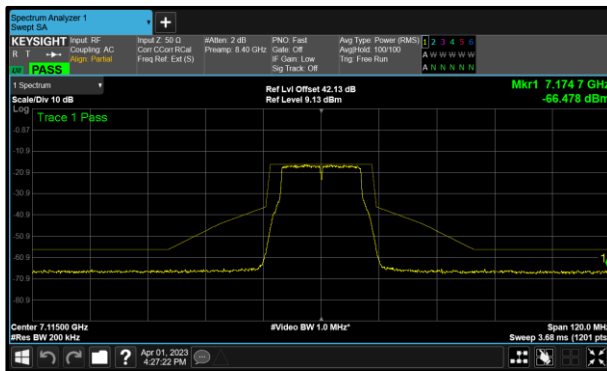 Spectrum Analyzer 1
Swept SA
+
KEYSIGHT
R T
PASS
Input: RF
Coupling: AC
Align: Partial
Input Z: 50 Ω
Corr CCorr RCal
Freq Ref: Ext (S)
#Atten: 2 dB
Preamp: 8.40 GHz
PNO: Fast
Gate: Off
IF Gain: Low
Sig Track: Off
Avg Type: Power (RMS)
Avg|Hold: 100/100
Trig: Free Run
1 2 3 4 5 6
A W W W W W
A N N N N N
1 Spectrum
Scale/Div 10 dB
Ref Lvl Offset 42.13 dB
Ref Level 9.13 dBm
Mkr1 7.174 7 GHz
-66.478 dBm
Log
Trace 1 Pass
-0.87
-10.9
-20.9
-30.9
-40.9
-50.9
-60.9
-70.9
-80.9
1
Center 7.11500 GHz
#Res BW 200 kHz
#Video BW 1.0 MHz*
Span 120.0 MHz
Sweep 3.68 ms (1201 pts)
?
Apr 01, 2023
4:27:22 PM